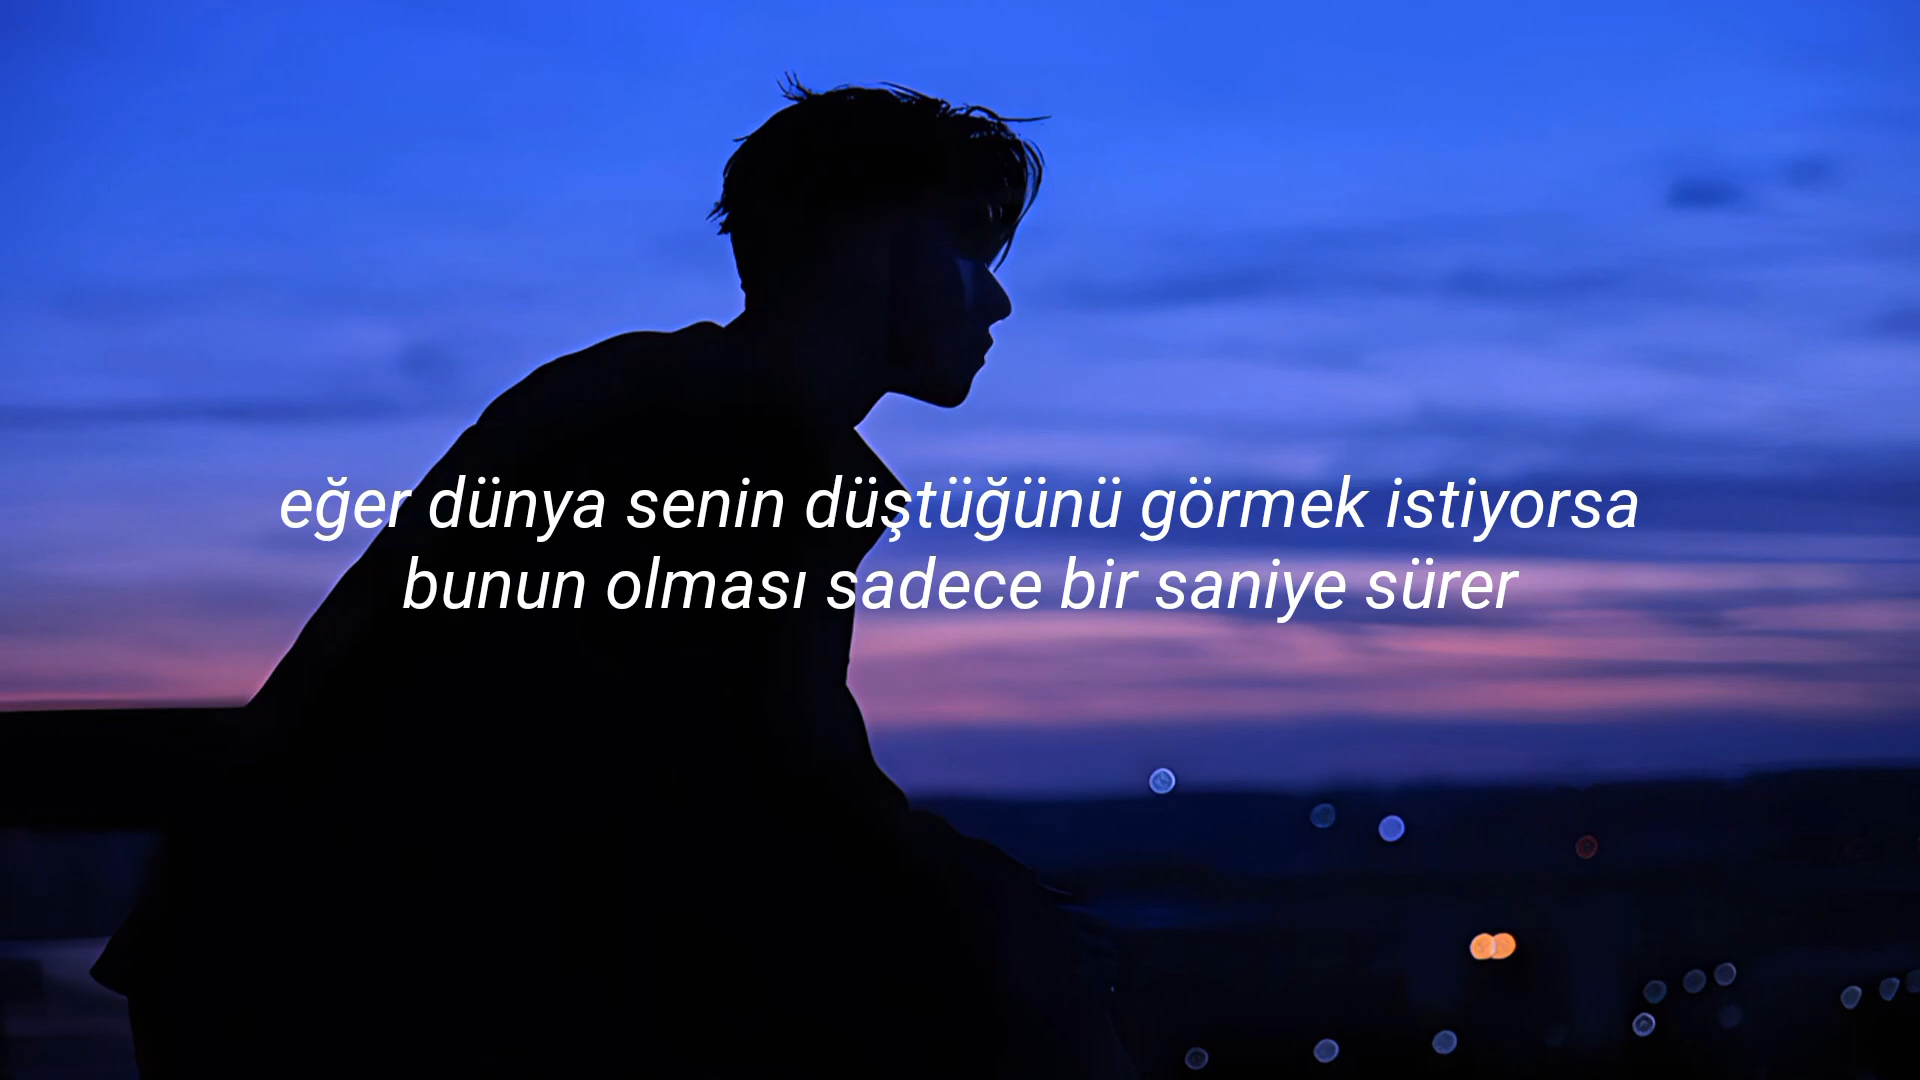 eğer dünya senin düştüğünü görmek istiyorsa
bunun olması sadece bir saniye sürer